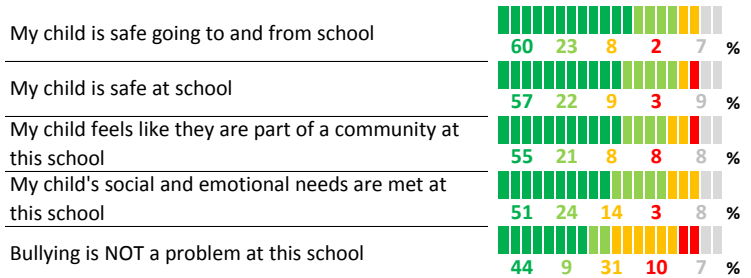 My child is safe going to and from school
60 23 8 2 7 %
My child is safe at school
57 22 9 3 9 %
My child feels like they are part of a community at
this school
55 21 8 8 8 %
My child's social and emotional needs are met at
this school
51 24 14 3 8 %
Bullying is NOT a problem at this school
44 9 31 10 7 %